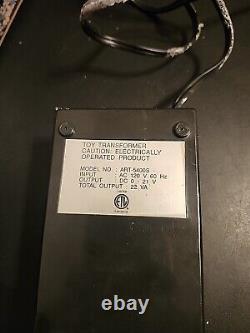 TOY TRANSFORMER
CAUTION: ELECTRICALLY
OPERATED PRODUCT
MODEL NO : ART-5400S
INPUT : AC 120 V 60 Hz
OUTPUT : DC 0 - 21 V
TOTAL OUTPUT : 22 VA
ETL